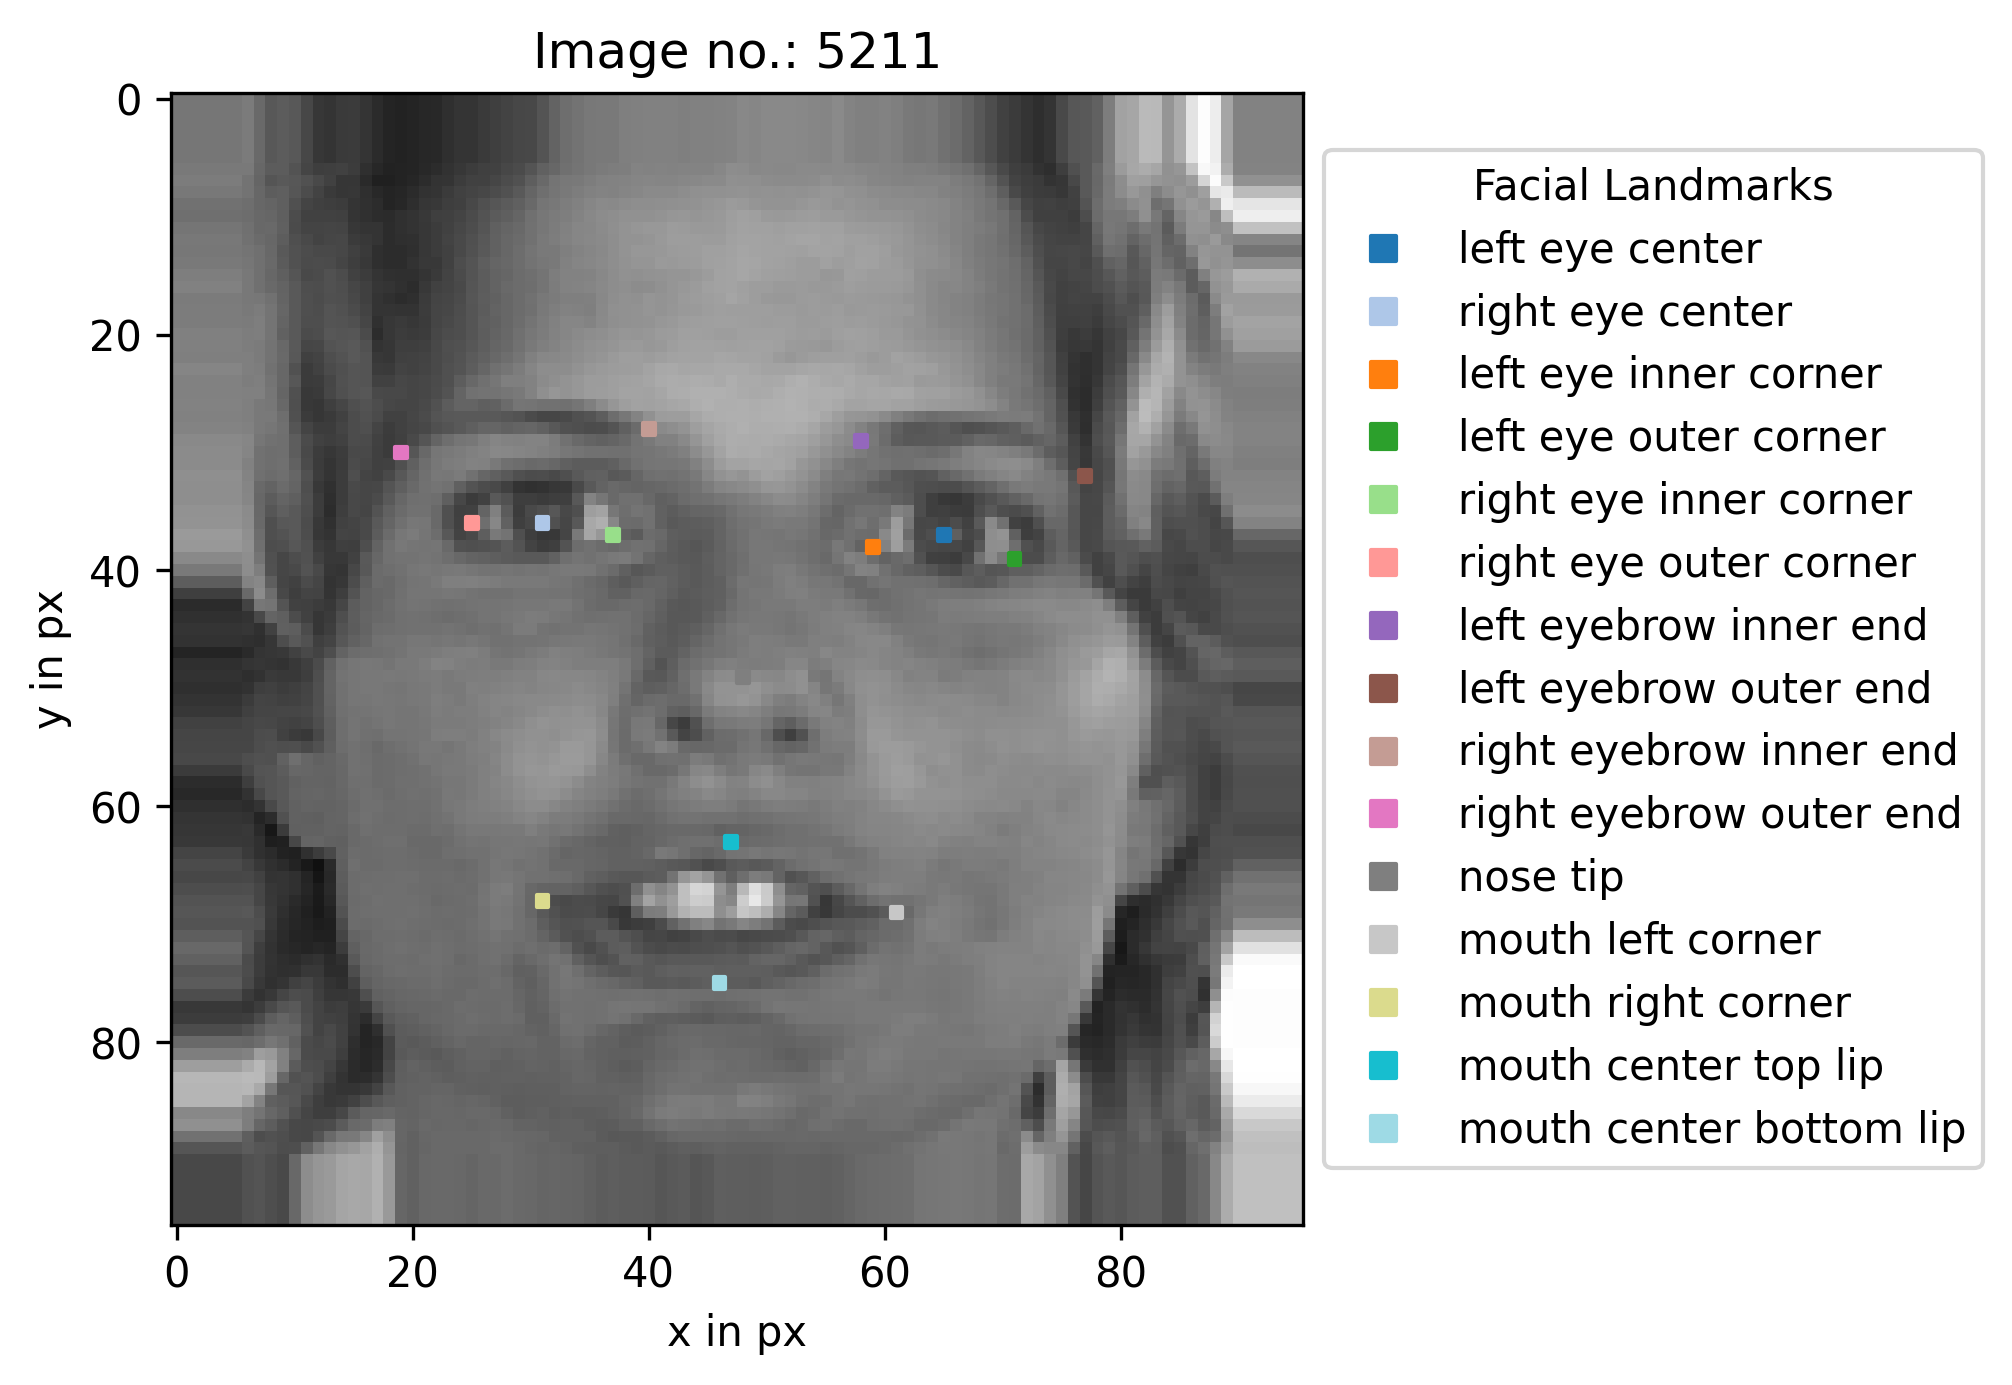 Image no.: 5211
0
20
40
60
80
y in px
0 20 40 60 80
x in px
Facial Landmarks
left eye center
right eye center
left eye inner corner
left eye outer corner
right eye inner corner
right eye outer corner
left eyebrow inner end
left eyebrow outer end
right eyebrow inner end
right eyebrow outer end
nose tip
mouth left corner
mouth right corner
mouth center top lip
mouth center bottom lip